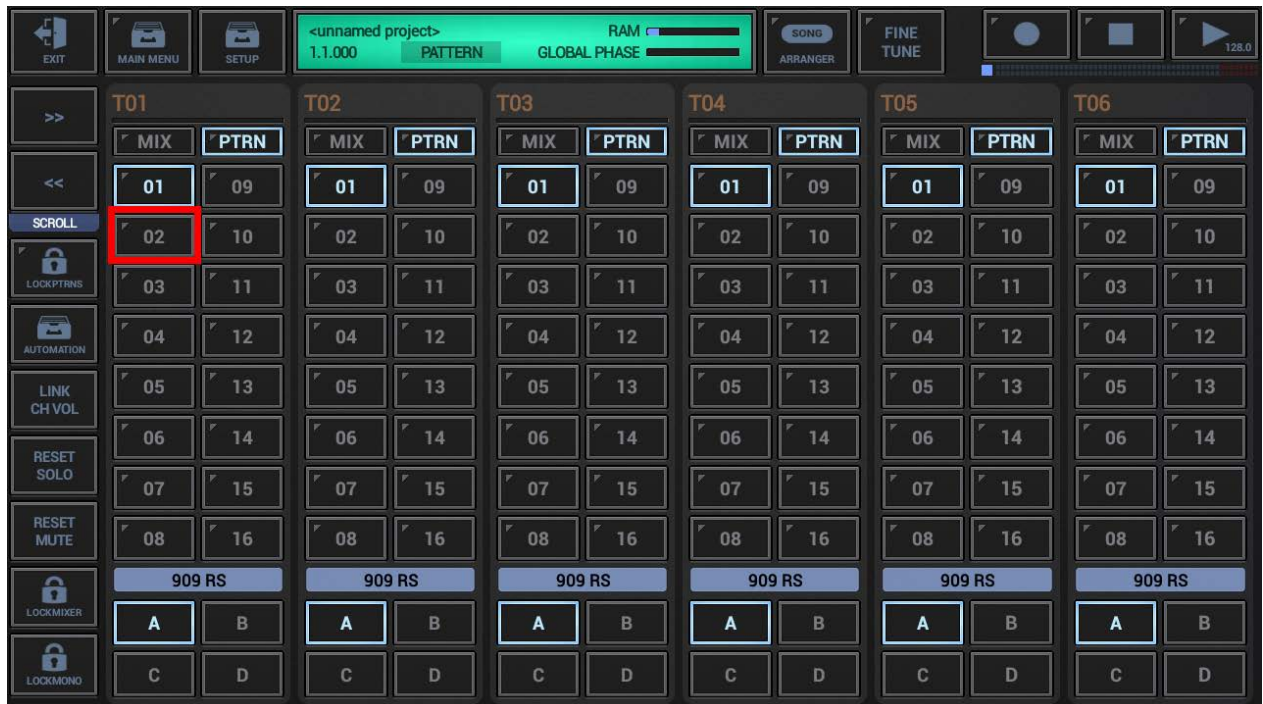 EXIT
MAIN MENU
SETUP
<unnamed project> RAM
1.1.000 PATTERN GLOBAL PHASE
SONG
ARRANGER
FINE
TUNE
128.0
>>
<<
SCROLL
LOCKPTRNS
AUTOMATION
LINK
CH VOL
RESET
SOLO
RESET
MUTE
LOCKMIXER
LOCKMONO
T01 T02 T03 T04 T05 T06
MIX PTRN MIX PTRN MIX PTRN MIX PTRN MIX PTRN MIX PTRN
01 09 01 09 01 09 01 09 01 09 01 09
02 10 02 10 02 10 02 10 02 10 02 10
03 11 03 11 03 11 03 11 03 11 03 11
04 12 04 12 04 12 04 12 04 12 04 12
05 13 05 13 05 13 05 13 05 13 05 13
06 14 06 14 06 14 06 14 06 14 06 14
07 15 07 15 07 15 07 15 07 15 07 15
08 16 08 16 08 16 08 16 08 16 08 16
909 RS 909 RS 909 RS 909 RS 909 RS 909 RS
A B A B A B A B A B A B
C D C D C D C D C D C D